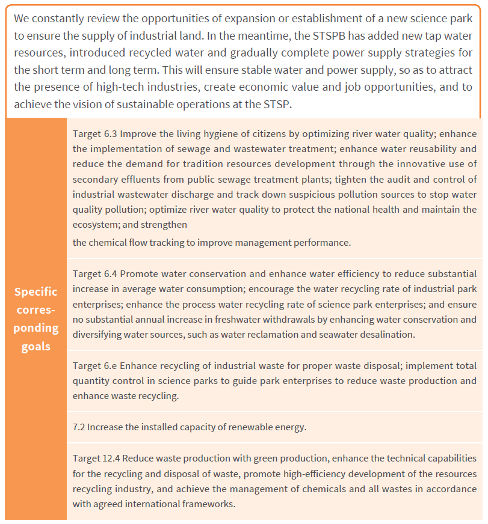 We constantly review the opportunities of expansion or establishment of a new science park
to ensure the supply of industrial land. In the meantime, the STSPB has added new tap water
resources, introduced recycled water and gradually complete power supply strategies for
the short term and long term. This will ensure stable water and power supply, so as to attract
the presence of high-tech industries, create economic value and job opportunities, and to
achieve the vision of sustainable operations at the STSP.
Specific
corres-
ponding
goals
Target 6.3 Improve the living hygiene of citizens by optimizing river water quality; enhance
the implementation of sewage and wastewater treatment; enhance water reusability and
reduce the demand for tradition resources development through the innovative use of
secondary effluents from public sewage treatment plants; tighten the audit and control of
industrial wastewater discharge and track down suspicious pollution sources to stop water
quality pollution; optimize river water quality to protect the national health and maintain the
ecosystem; and strengthen
the chemical flow tracking to improve management performance.
Target 6.4 Promote water conservation and enhance water efficiency to reduce substantial
increase in average water consumption; encourage the water recycling rate of industrial park
enterprises; enhance the process water recycling rate of science park enterprises; and ensure
no substantial annual increase in freshwater withdrawals by enhancing water conservation and
diversifying water sources, such as water reclamation and seawater desalination.
Target 6.e Enhance recycling of industrial waste for proper waste disposal; implement total
quantity control in science parks to guide park enterprises to reduce waste production and
enhance waste recycling.
7.2 Increase the installed capacity of renewable energy.
Target 12.4 Reduce waste production with green production, enhance the technical capabilities
for the recycling and disposal of waste, promote high-efficiency development of the resources
recycling industry, and achieve the management of chemicals and all wastes in accordance
with agreed international frameworks.